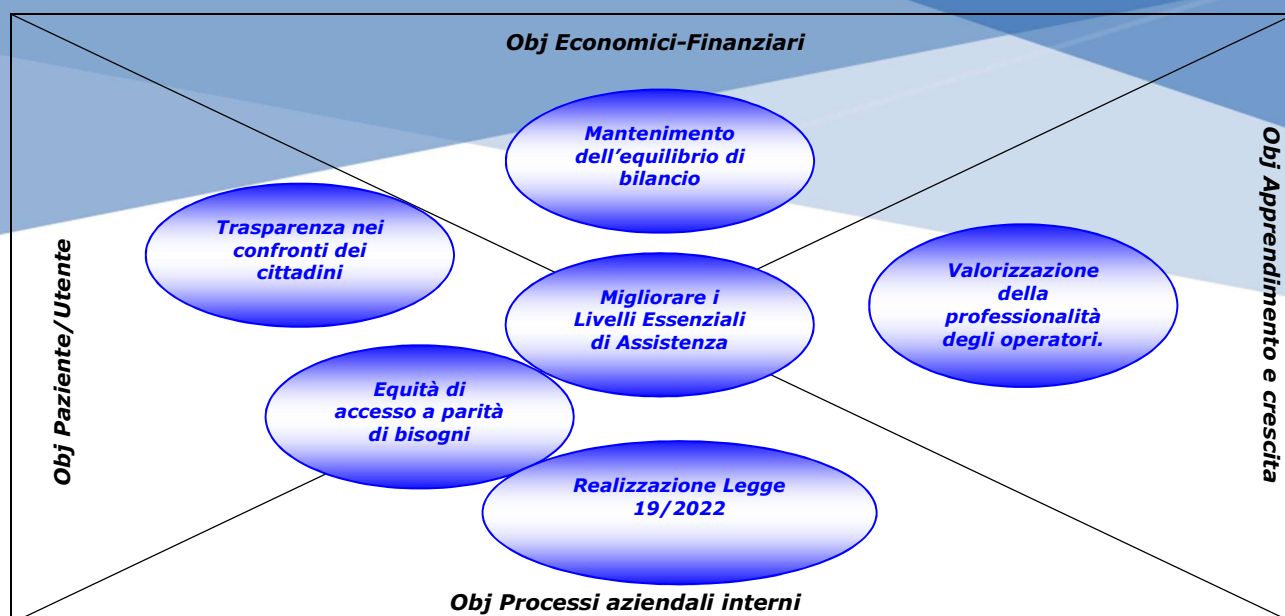 Obj Economici-Finanziari
Mantenimento
dell'equilibrio di
bilancio
Trasparenza nei
confronti dei
cittadini
Obj Paziente/Utente
Migliorare i
Livelli Essenziali
di Assistenza
Valorizzazione
della
professionalità
degli operatori.
Obj Apprendimento e crescita
Equità di
accesso a parità
di bisogni
Realizzazione Legge
19/2022
Obj Processi aziendali interni